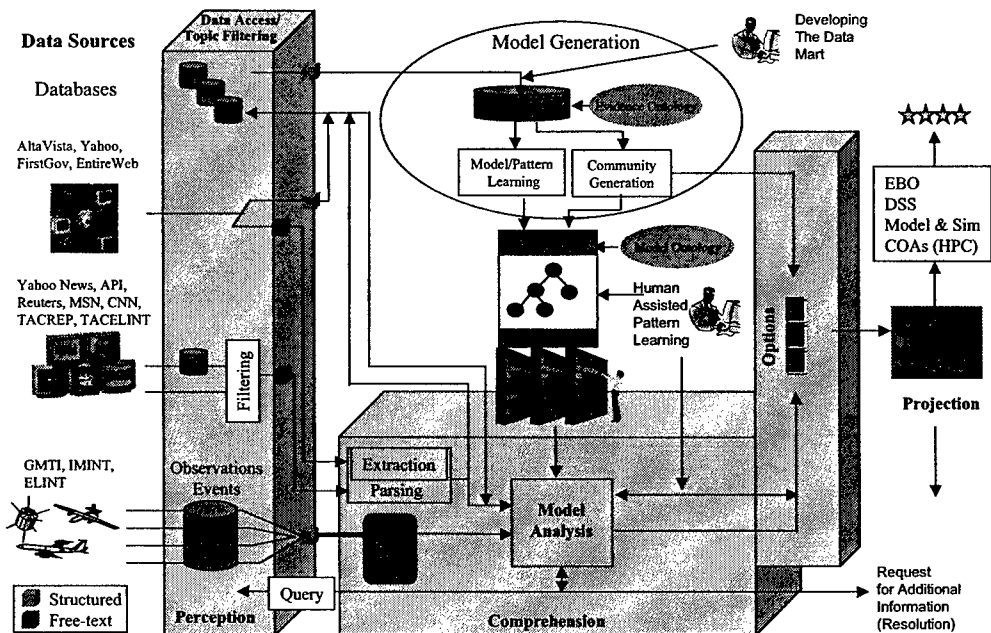 Data Sources
Databases
AltaVista, Yahoo,
FirstGov, EntireWeb
Yahoo News, API,
Reuters, MSN, CNN,
TACREP, TACELINT
GMTI, IMINT,
ELINT
Structured
Free-text
Data Access/
Topic Filtering
Filtering
Observations
Events
Perception
Query
Model Generation
Developing
The Data
Mart
Evidence Ontology
Model/Pattern
Learning
Community
Generation
Model Ontology
Human
Assisted
Pattern
Learning
Extraction
Parsing
Model
Analysis
Comprehension
Options
EBO
DSS
Model & Sim
COAs (HPC)
Projection
Request
for Additional
Information
(Resolution)